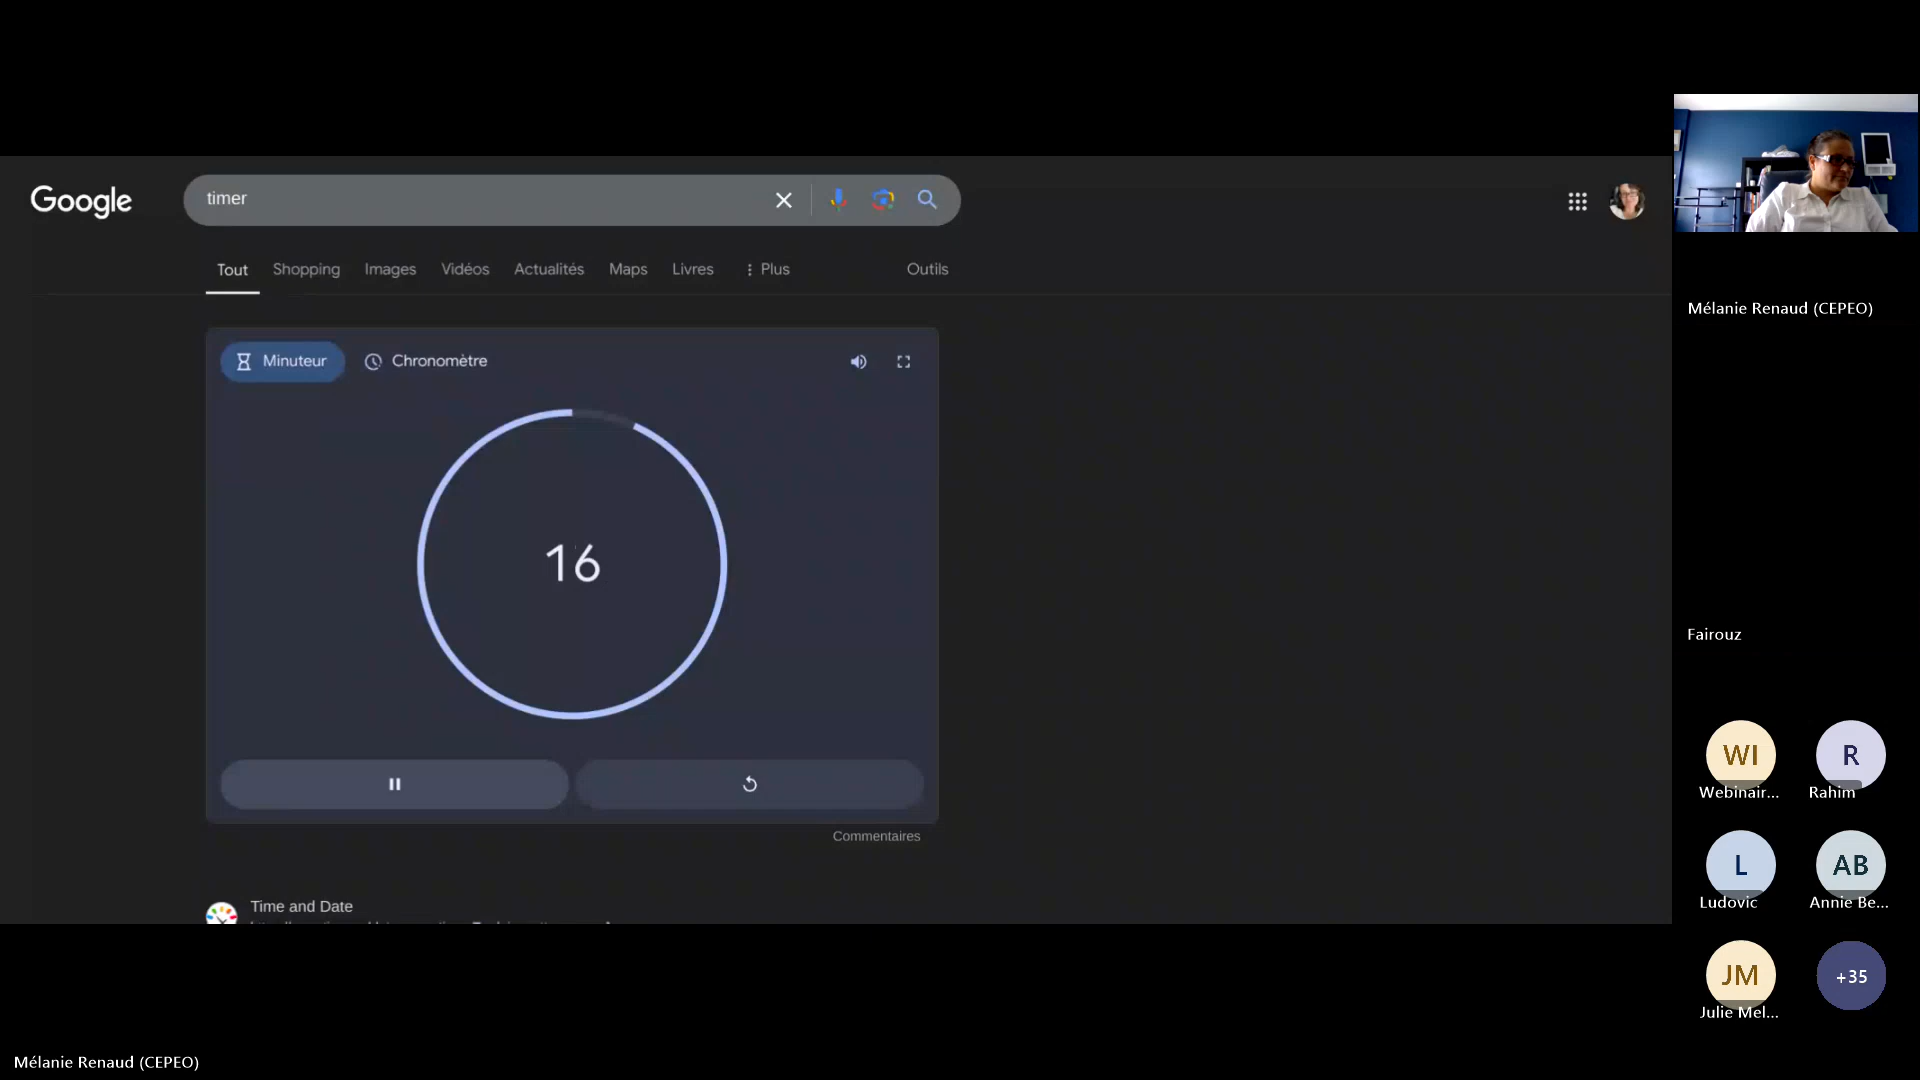 Google
timer
Tout Shopping Images Vidéos Actualités Maps Livres Plus Outils
Minuteur Chronomètre
16
Commentaires
Time and Date
Mélanie Renaud (CEPEO)
Fairouz
WI R
Webinair... Rahim
L AB
Ludovic Annie Be...
JM +35
Julie Mel...
Mélanie Renaud (CEPEO)